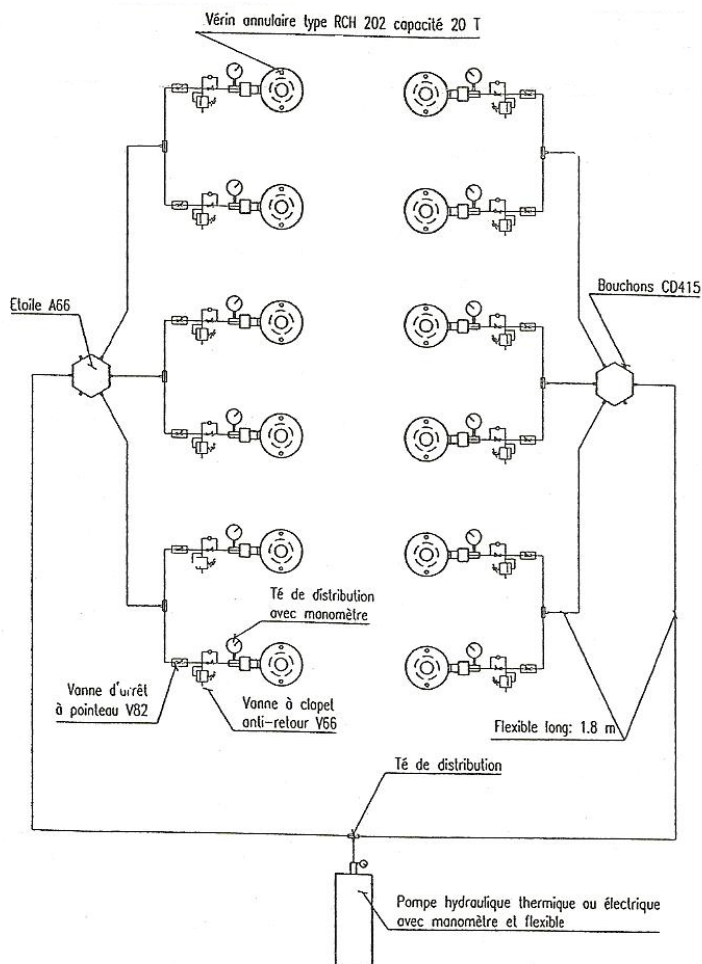 Vérin annulaire type RCH 202 capacité 20 T
Etoile A66
Bouchons CD415
Té de distribution
avec manomètre
Vanne d'arrêt
à pointeau V82
Vanne à clapet
anti-retour V66
Flexible long: 1.8 m
Té de distribution
Pompe hydraulique thermique ou électrique
avec manomètre et flexible